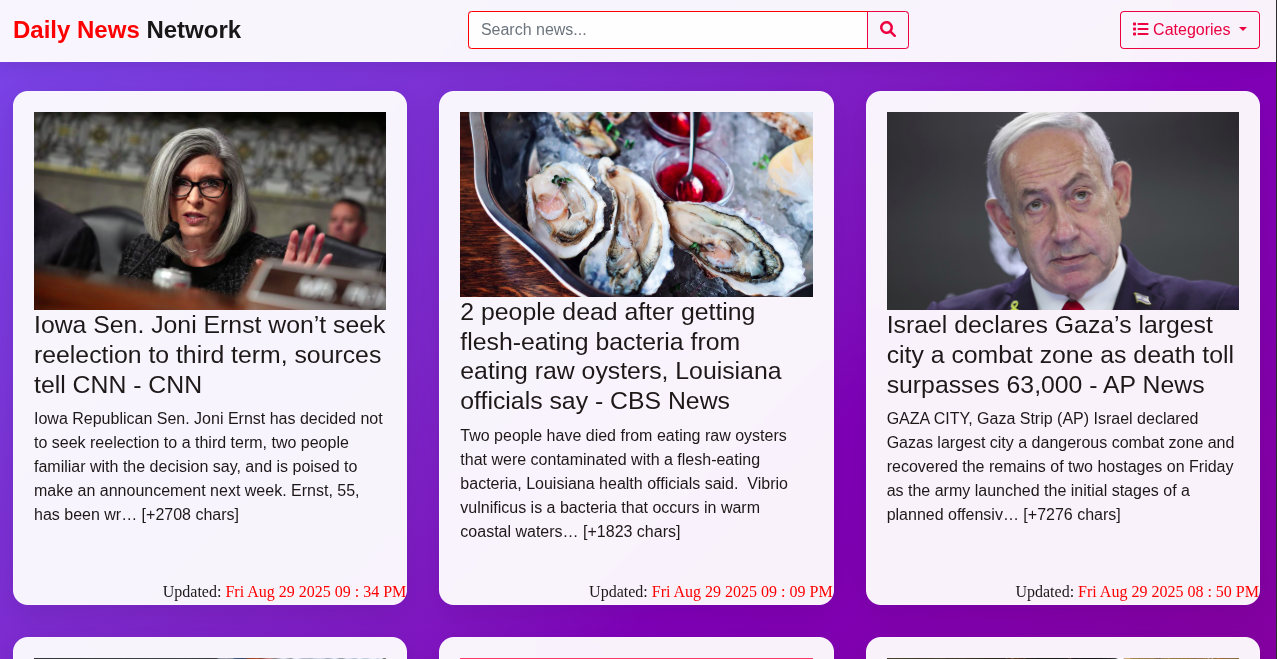 Daily News Network
Search news...
Categories
Iowa Sen. Joni Ernst won’t seek
reelection to third term, sources
tell CNN - CNN
Iowa Republican Sen. Joni Ernst has decided not
to seek reelection to a third term, two people
familiar with the decision say, and is poised to
make an announcement next week. Ernst, 55,
has been wr… [+2708 chars]
Updated: Fri Aug 29 2025 09 : 34 PM
2 people dead after getting
flesh-eating bacteria from
eating raw oysters, Louisiana
officials say - CBS News
Two people have died from eating raw oysters
that were contaminated with a flesh-eating
bacteria, Louisiana health officials said.  Vibrio
vulnificus is a bacteria that occurs in warm
coastal waters… [+1823 chars]
Updated: Fri Aug 29 2025 09 : 09 PM
Israel declares Gaza’s largest
city a combat zone as death toll
surpasses 63,000 - AP News
GAZA CITY, Gaza Strip (AP) Israel declared
Gazas largest city a dangerous combat zone and
recovered the remains of two hostages on Friday
as the army launched the initial stages of a
planned offensiv… [+7276 chars]
Updated: Fri Aug 29 2025 08 : 50 PM